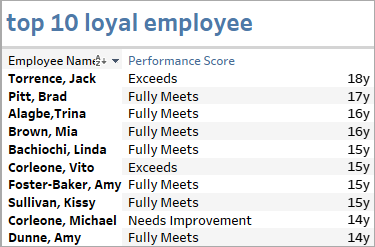 top 10 loyal employee
Employee Name Performance Score
Torrence, Jack Exceeds 18y
Pitt, Brad Fully Meets 17y
Alagbe,Trina Fully Meets 16y
Brown, Mia Fully Meets 16y
Bachiochi, Linda Fully Meets 15y
Corleone, Vito Exceeds 15y
Foster-Baker, Amy Fully Meets 15y
Sullivan, Kissy Fully Meets 15y
Corleone, Michael Needs Improvement 14y
Dunne, Amy Fully Meets 14y